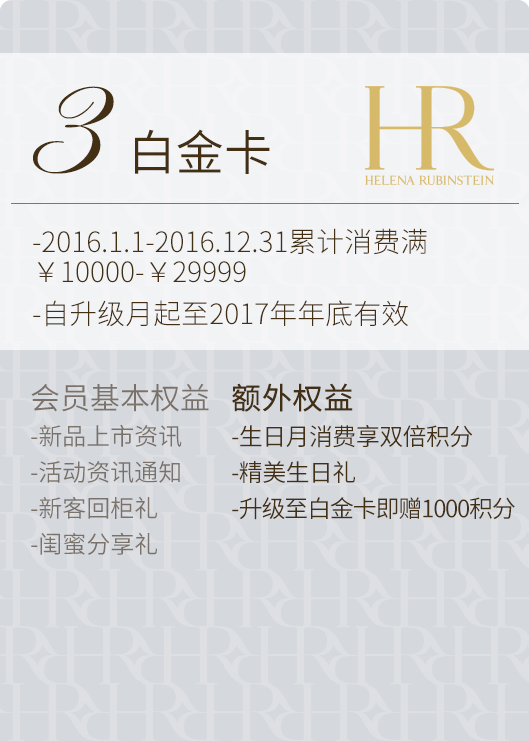 3 白金卡
HR
HELENA RUBINSTEIN
-2016.1.1-2016.12.31累计消费满
￥10000-￥29999
-自升级月起至2017年年底有效
会员基本权益
-新品上市资讯
-活动资讯通知
-新客回柜礼
-闺蜜分享礼
额外权益
-生日月消费享双倍积分
-精美生日礼
-升级至白金卡即赠1000积分